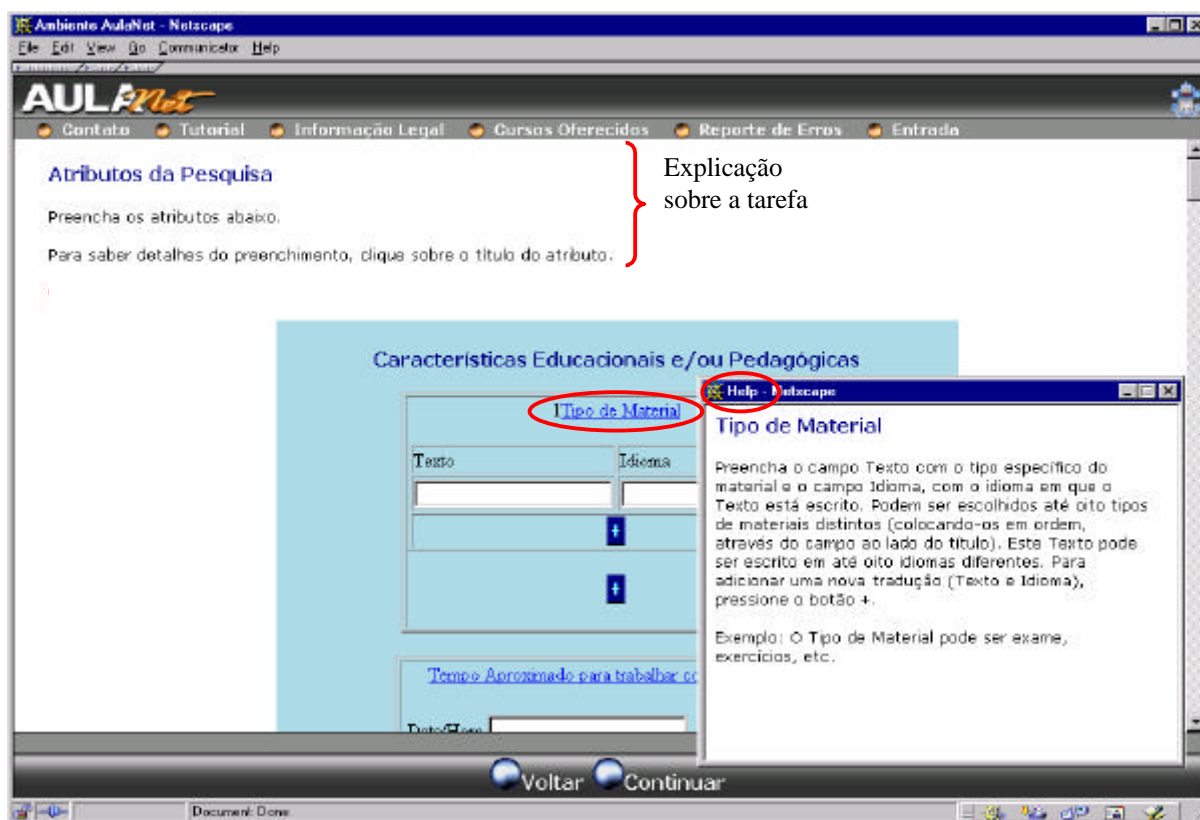 Ambiente AulaNet - Netscape
File Edit View Go Communicator Help
AULANet
Contato Tutorial Informação Legal Cursos Oferecidos Reporte de Erros Entrada
Atributos da Pesquisa
Preencha os atributos abaixo.
Para saber detalhes do preenchimento, clique sobre o título do atributo.
Explicação
sobre a tarefa
Características Educacionais e/ou Pedagógicas
1Tipo de Material
Texto Idioma
+
+
Tempo Aproximado para trabalhar co
Data/Hora
Help - Netscape
Tipo de Material
Preencha o campo Texto com o tipo específico do
material e o campo Idioma, com o idioma em que o
Texto está escrito. Podem ser escolhidos até oito tipos
de materiais distintos (colocando-os em ordem,
através do campo ao lado do título). Este Texto pode
ser escrito em até oito idiomas diferentes. Para
adicionar uma nova tradução (Texto e Idioma),
pressione o botão +.
Exemplo: O Tipo de Material pode ser exame,
exercícios, etc.
Voltar Continuar
Document: Done